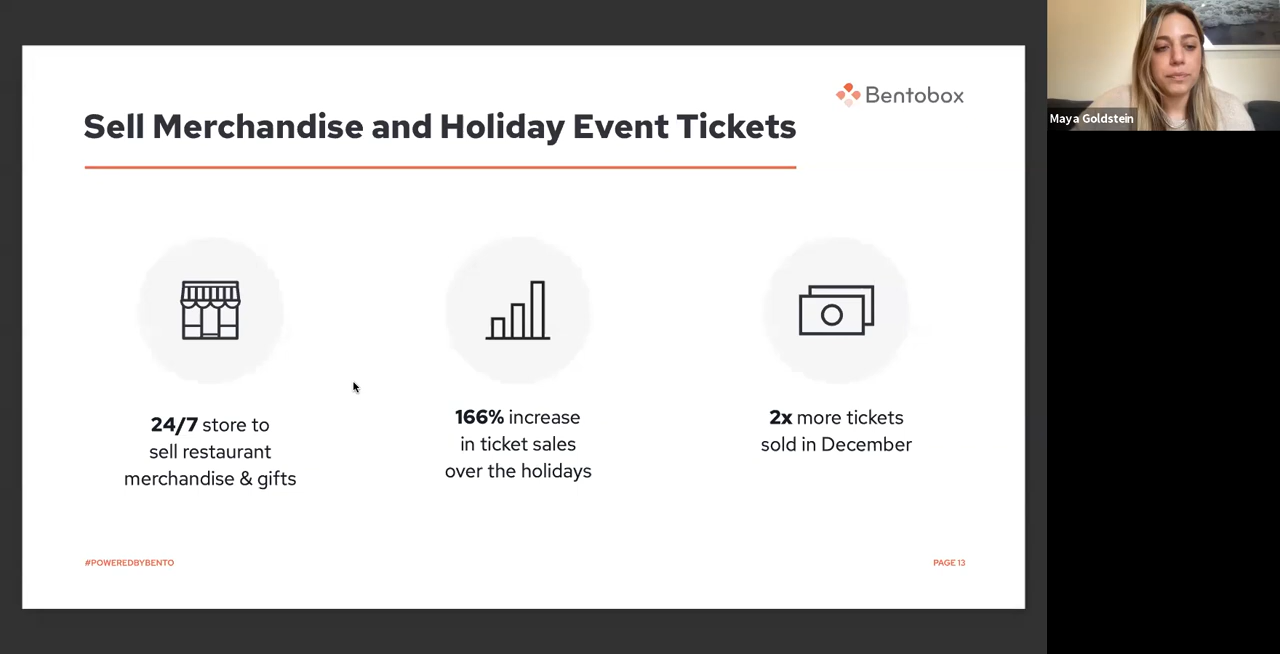 Bentobox
Sell Merchandise and Holiday Event Tickets
24/7 store to
sell restaurant
merchandise & gifts
166% increase
in ticket sales
over the holidays
2x more tickets
sold in December
#POWEREDBYBENTO
PAGE 13
Maya Goldstein